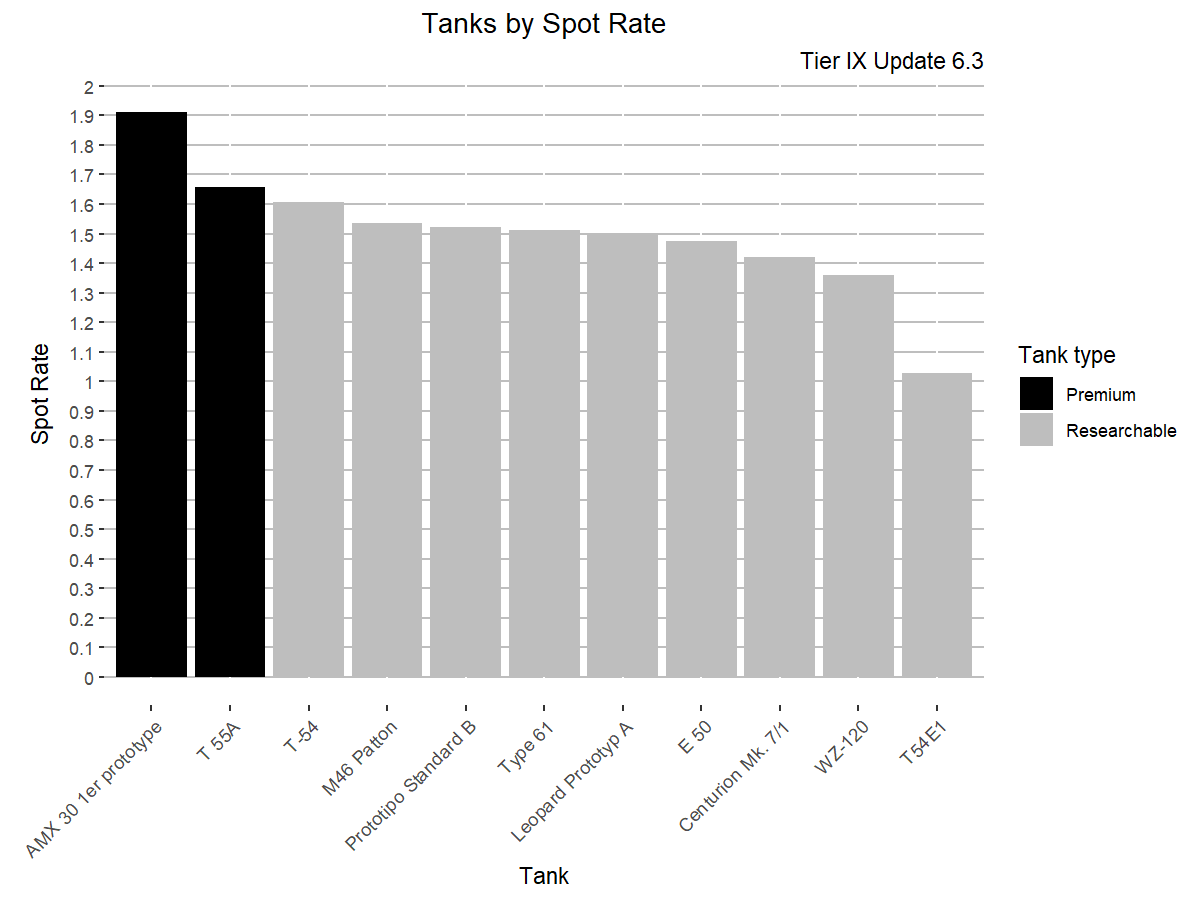 Tanks by Spot Rate
Tier IX Update 6.3
2
1.9
1.8
1.7
1.6
1.5
1.4
1.3
1.2
1.1
1
0.9
0.8
0.7
0.6
0.5
0.4
0.3
0.2
0.1
0
Spot Rate
AMX 30 1er prototype
T 55A
T-54
M46 Patton
Prototipo Standard B
Type 61
Leopard Prototyp A
E 50
Centurion Mk. 7/1
WZ-120
T54E1
Tank
Tank type
Premium
Researchable